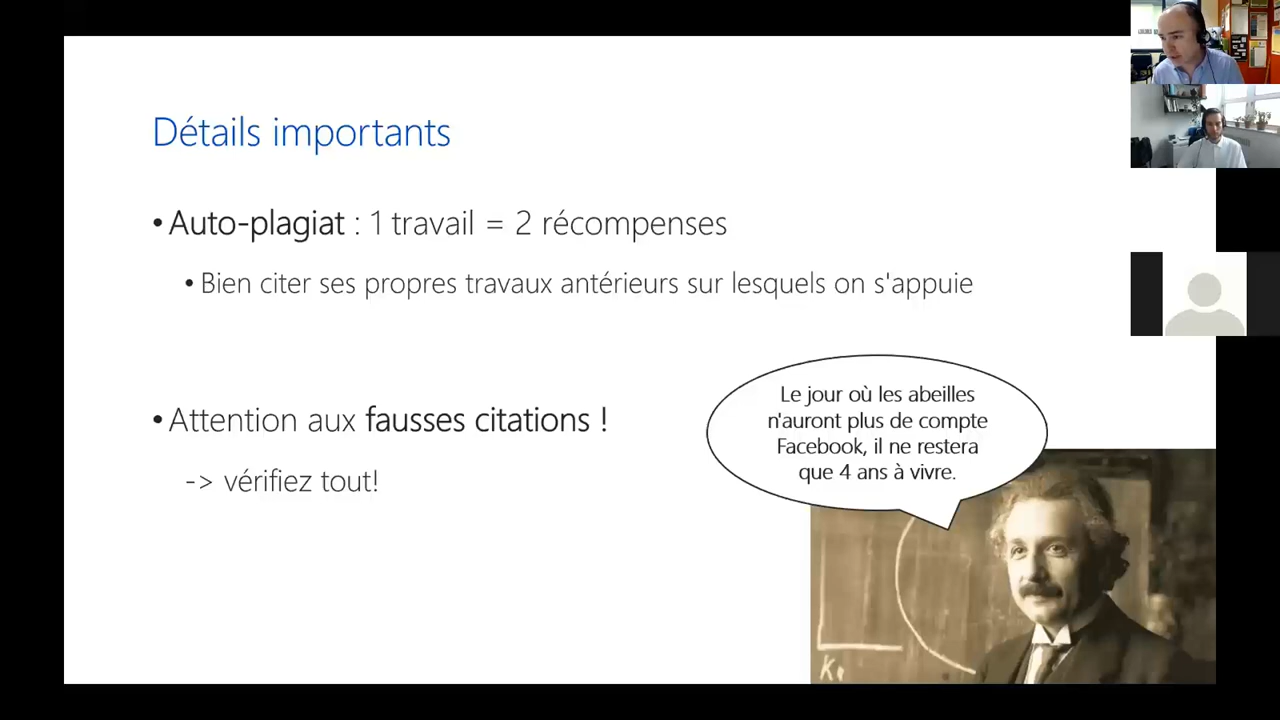 Détails importants
• Auto-plagiat : 1 travail = 2 récompenses
• Bien citer ses propres travaux antérieurs sur lesquels on s'appuie
• Attention aux fausses citations !
-> vérifiez tout!
Le jour où les abeilles
n'auront plus de compte
Facebook, il ne restera
que 4 ans à vivre.